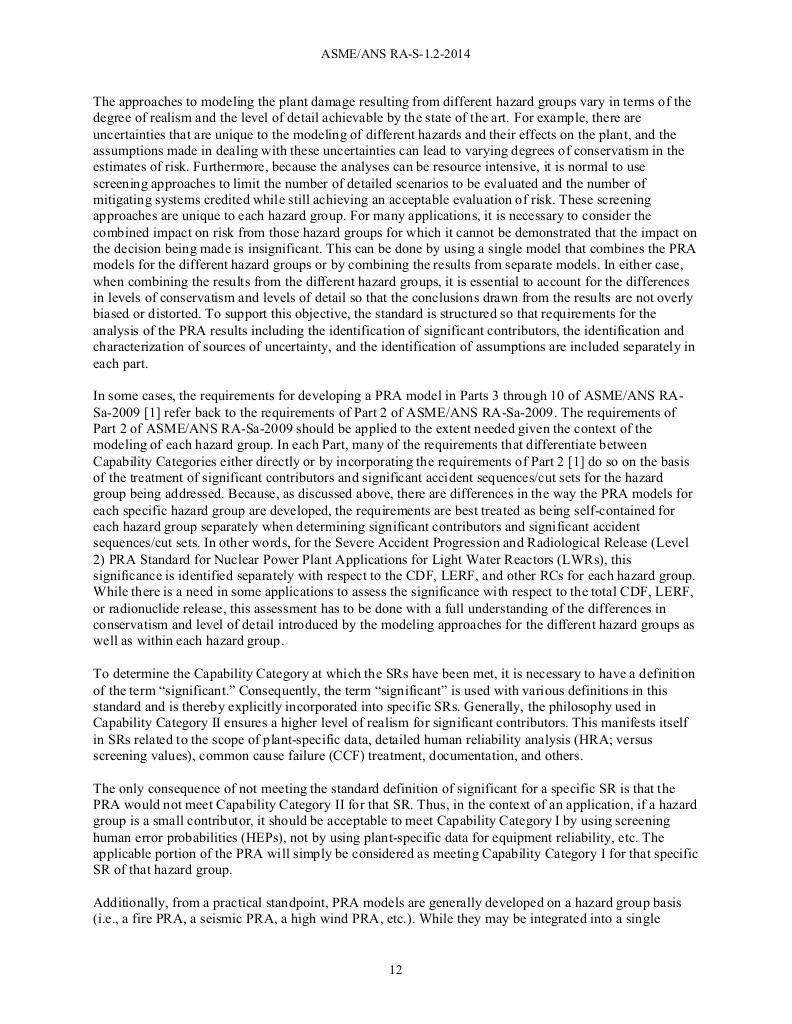 ASME/ANS RA-S-1.2-2014
The approaches to modeling the plant damage resulting from different hazard groups vary in terms of the
degree of realism and the level of detail achievable by the state of the art. For example, there are
uncertainties that are unique to the modeling of different hazards and their effects on the plant, and the
assumptions made in dealing with these uncertainties can lead to varying degrees of conservatism in the
estimates of risk. Furthermore, because the analyses can be resource intensive, it is normal to use
screening approaches to limit the number of detailed scenarios to be evaluated and the number of
mitigating systems credited while still achieving an acceptable evaluation of risk. These screening
approaches are unique to each hazard group. For many applications, it is necessary to consider the
combined impact on risk from those hazard groups for which it cannot be demonstrated that the impact on
the decision being made is insignificant. This can be done by using a single model that combines the PRA
models for the different hazard groups or by combining the results from separate models. In either case,
when combining the results from the different hazard groups, it is essential to account for the differences
in levels of conservatism and levels of detail so that the conclusions drawn from the results are not overly
biased or distorted. To support this objective, the standard is structured so that requirements for the
analysis of the PRA results including the identification of significant contributors, the identification and
characterization of sources of uncertainty, and the identification of assumptions are included separately in
each part.
In some cases, the requirements for developing a PRA model in Parts 3 through 10 of ASME/ANS RA-
Sa-2009 [1] refer back to the requirements of Part 2 of ASME/ANS RA-Sa-2009. The requirements of
Part 2 of ASME/ANS RA-Sa-2009 should be applied to the extent needed given the context of the
modeling of each hazard group. In each Part, many of the requirements that differentiate between
Capability Categories either directly or by incorporating the requirements of Part 2 [1] do so on the basis
of the treatment of significant contributors and significant accident sequences/cut sets for the hazard
group being addressed. Because, as discussed above, there are differences in the way the PRA models for
each specific hazard group are developed, the requirements are best treated as being self-contained for
each hazard group separately when determining significant contributors and significant accident
sequences/cut sets. In other words, for the Severe Accident Progression and Radiological Release (Level
2) PRA Standard for Nuclear Power Plant Applications for Light Water Reactors (LWRs), this
significance is identified separately with respect to the CDF, LERF, and other RCs for each hazard group.
While there is a need in some applications to assess the significance with respect to the total CDF, LERF,
or radionuclide release, this assessment has to be done with a full understanding of the differences in
conservatism and level of detail introduced by the modeling approaches for the different hazard groups as
well as within each hazard group.
To determine the Capability Category at which the SRs have been met, it is necessary to have a definition
of the term “significant.” Consequently, the term “significant” is used with various definitions in this
standard and is thereby explicitly incorporated into specific SRs. Generally, the philosophy used in
Capability Category II ensures a higher level of realism for significant contributors. This manifests itself
in SRs related to the scope of plant-specific data, detailed human reliability analysis (HRA; versus
screening values), common cause failure (CCF) treatment, documentation, and others.
The only consequence of not meeting the standard definition of significant for a specific SR is that the
PRA would not meet Capability Category II for that SR. Thus, in the context of an application, if a hazard
group is a small contributor, it should be acceptable to meet Capability Category I by using screening
human error probabilities (HEPs), not by using plant-specific data for equipment reliability, etc. The
applicable portion of the PRA will simply be considered as meeting Capability Category I for that specific
SR of that hazard group.
Additionally, from a practical standpoint, PRA models are generally developed on a hazard group basis
(i.e., a fire PRA, a seismic PRA, a high wind PRA, etc.). While they may be integrated into a single
12